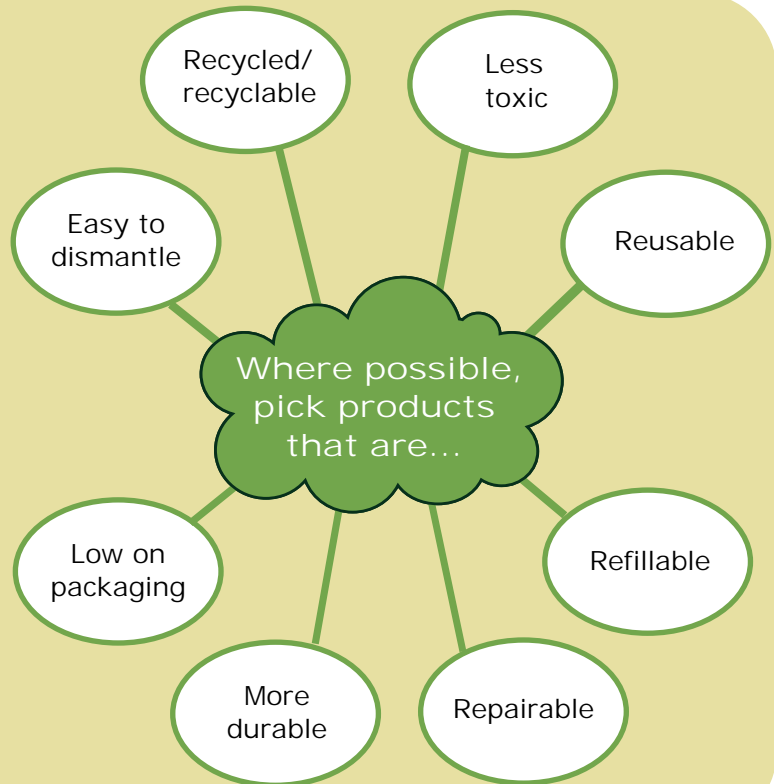 Recycled/
recyclable
Less
toxic
Easy to
dismantle
Reusable
Where possible,
pick products
that are...
Low on
packaging
Refillable
More
durable
Repairable